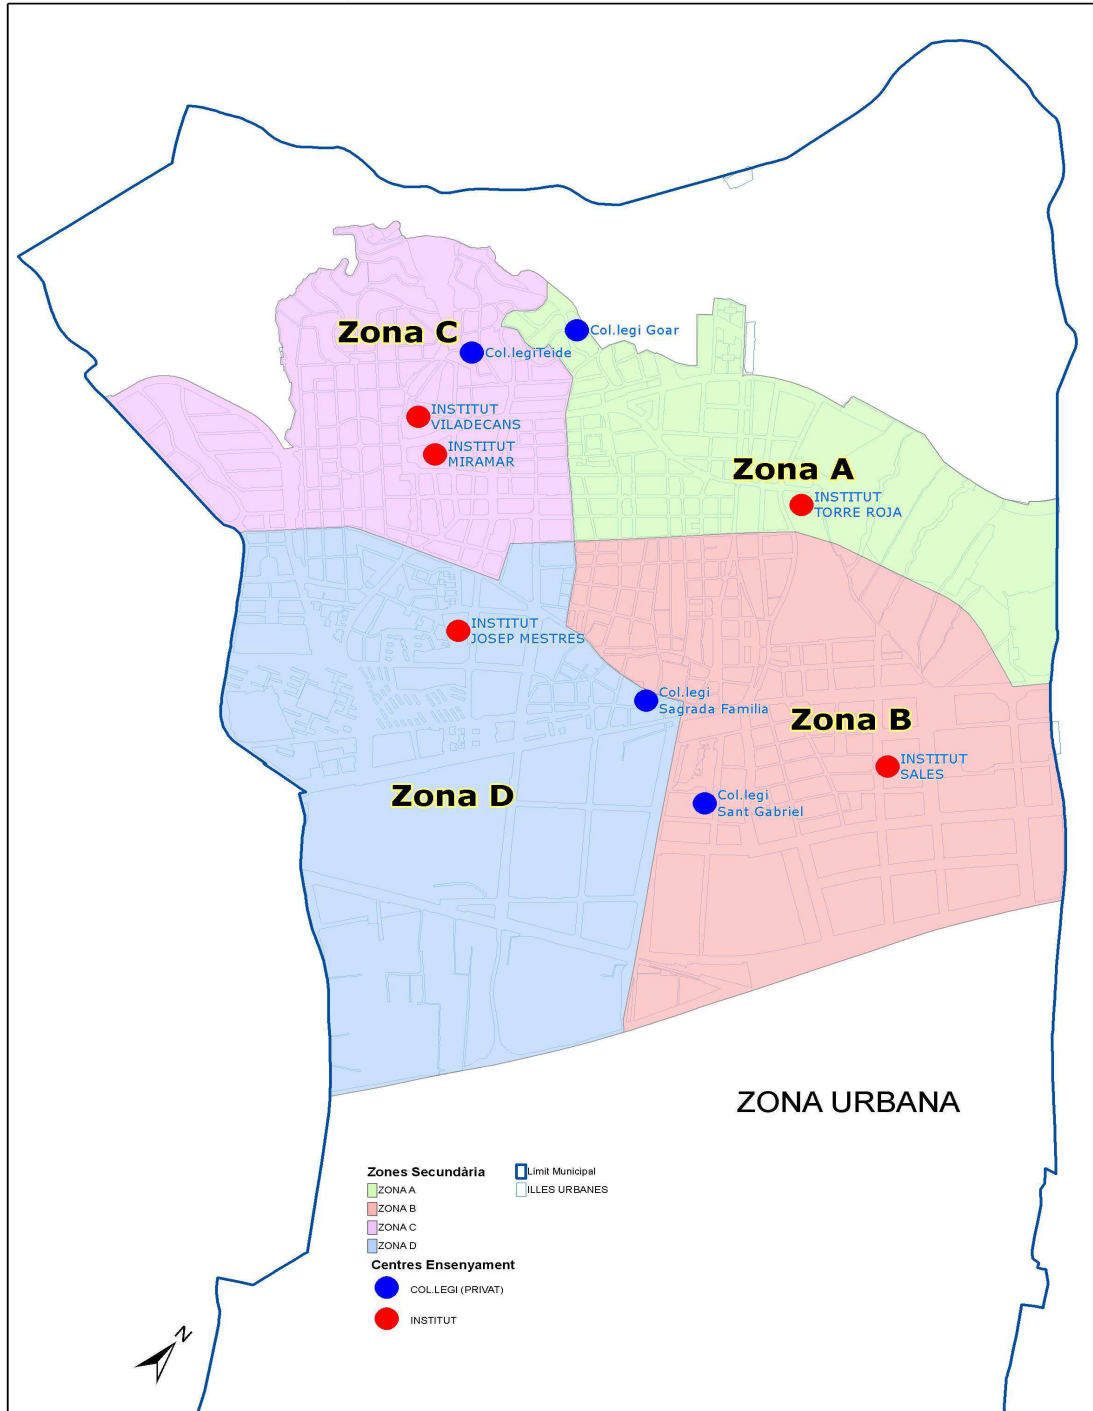 Zona C
Col.legi Goar
Col.legiTeide
INSTITUT
VILADECANS
INSTITUT
MIRAMAR
Zona A
INSTITUT
TORRE ROJA
INSTITUT
JOSEP MESTRES
Col.legi
Sagrada Familia
Zona B
INSTITUT
SALES
Zona D
Col.legi
Sant Gabriel
ZONA URBANA
Zones Secundària
ZONA A
ZONA B
ZONA C
ZONA D
Límit Municipal
ILLES URBANES
Centres Ensenyament
COL.LEGI (PRIVAT)
INSTITUT
N